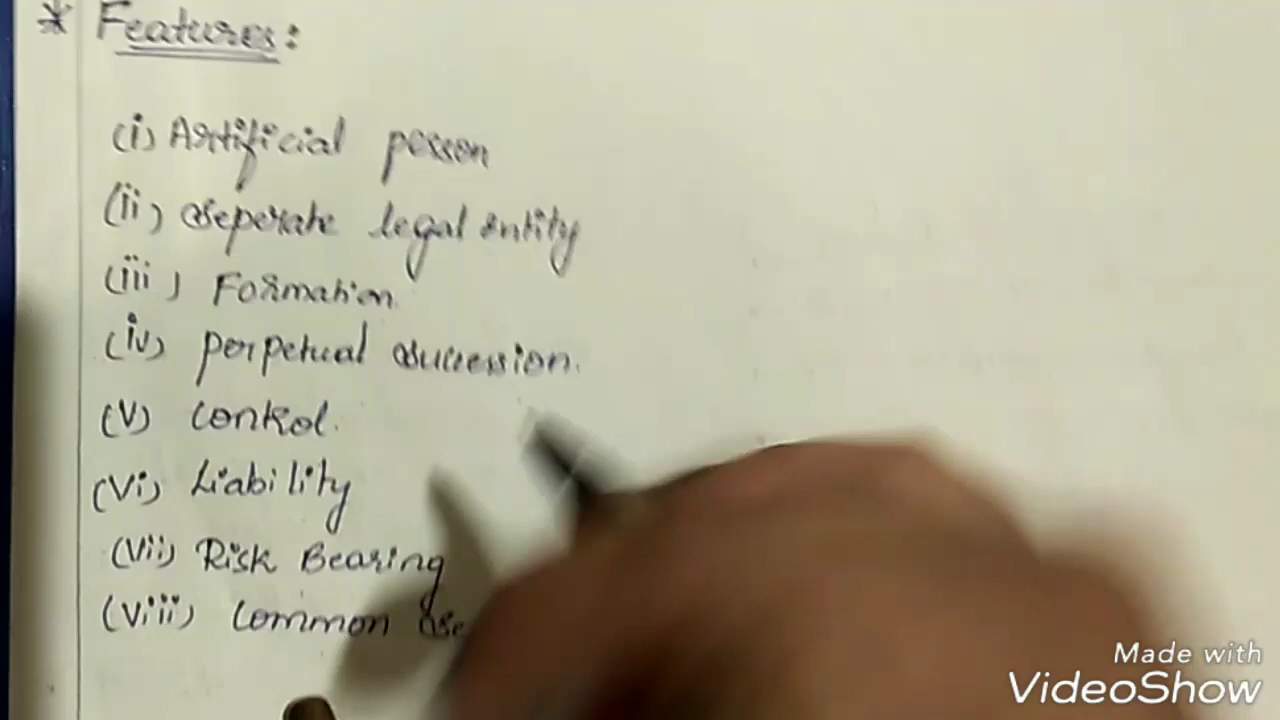 * Features:
(i) Artificial person
(ii) Seperate legal entity
(iii) Formation
(iv) perpetual succession.
(v) control.
(vi) Liability
(vii) Risk Bearing
(viii) Common Se
Made with
VideoShow